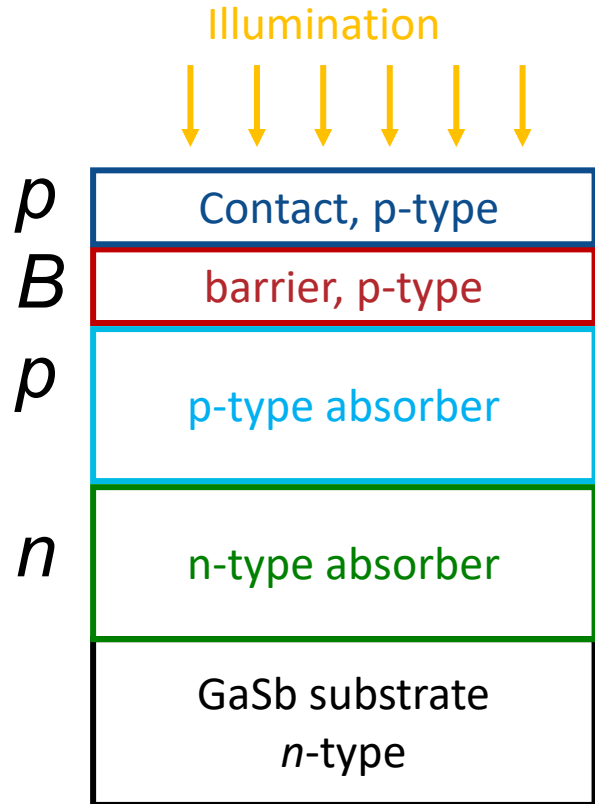 Illumination
p
Contact, p-type
B
barrier, p-type
p
p-type absorber
n
n-type absorber
GaSb substrate
n-type